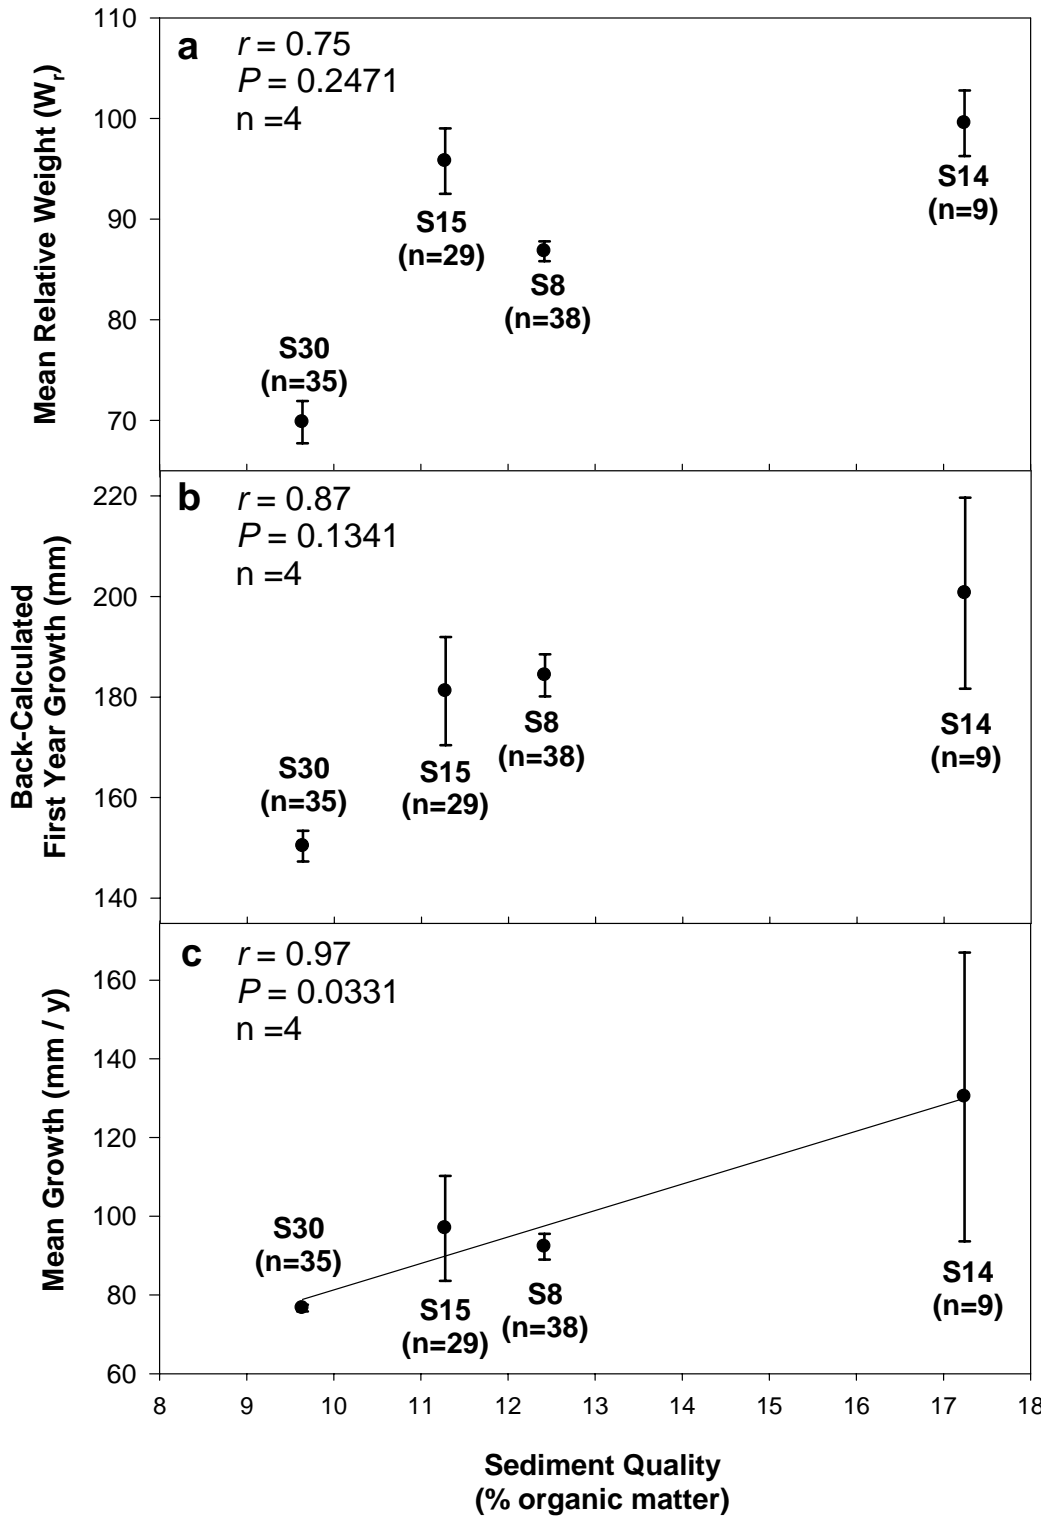 110
100
90
80
70
Mean Relative Weight (Wr)
a
r = 0.75
P = 0.2471
n =4
S30
(n=35)
S15
(n=29)
S8
(n=38)
S14
(n=9)
220
200
180
160
140
Back-Calculated
First Year Growth (mm)
b
r = 0.87
P = 0.1341
n =4
S30
(n=35)
S15
(n=29)
S8
(n=38)
S14
(n=9)
160
140
120
100
80
60
Mean Growth (mm / y)
c
r = 0.97
P = 0.0331
n =4
S30
(n=35)
S15
(n=29)
S8
(n=38)
S14
(n=9)
8 9 10 11 12 13 14 15 16 17 18
Sediment Quality
(% organic matter)